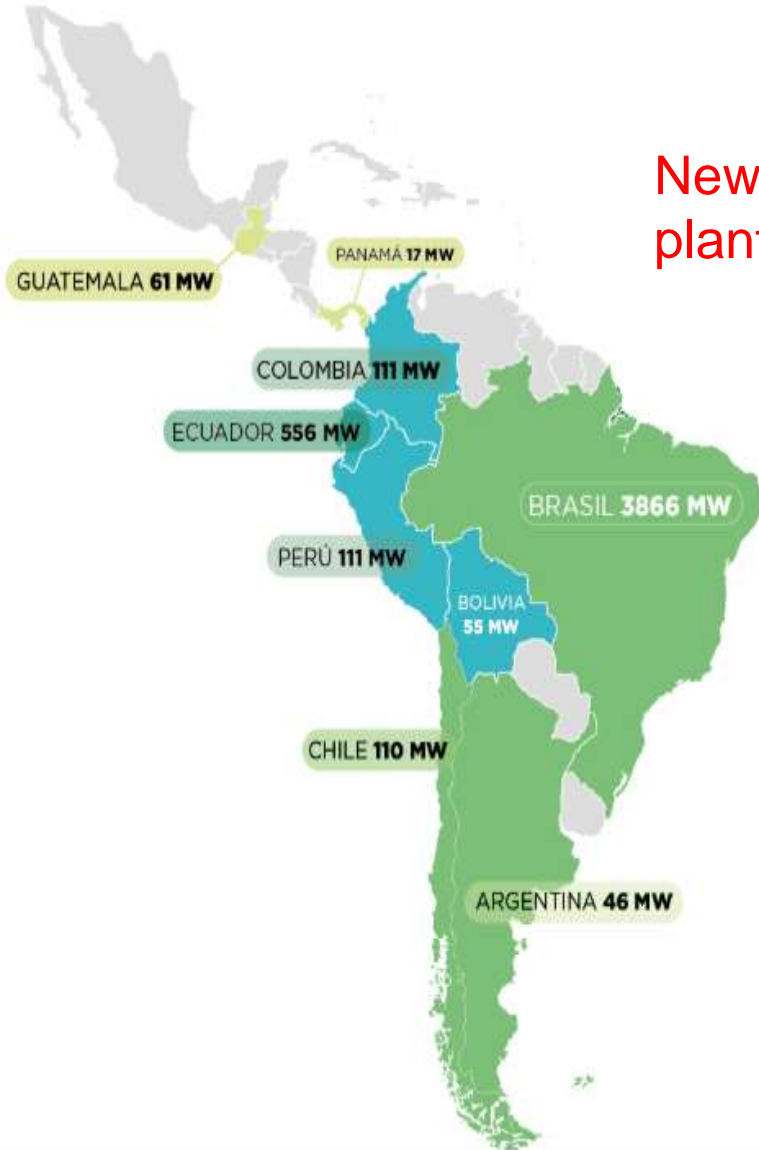 New
plant
PANAMÁ 17 MW
GUATEMALA 61 MW
COLOMBIA 111 MW
ECUADOR 556 MW
BRASIL 3866 MW
PERÚ 111 MW
BOLIVIA
55 MW
CHILE 110 MW
ARGENTINA 46 MW